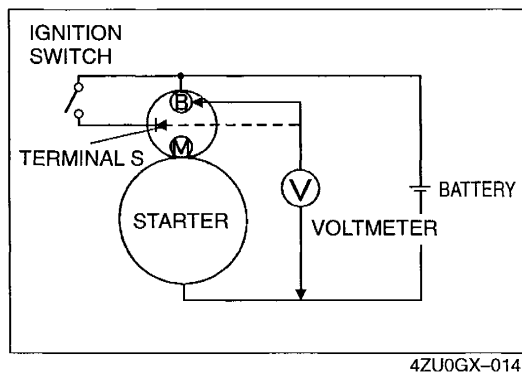 IGNITION
SWITCH
B
TERMINAL S
M
V
BATTERY
STARTER
VOLTMETER
4ZU0GX–014